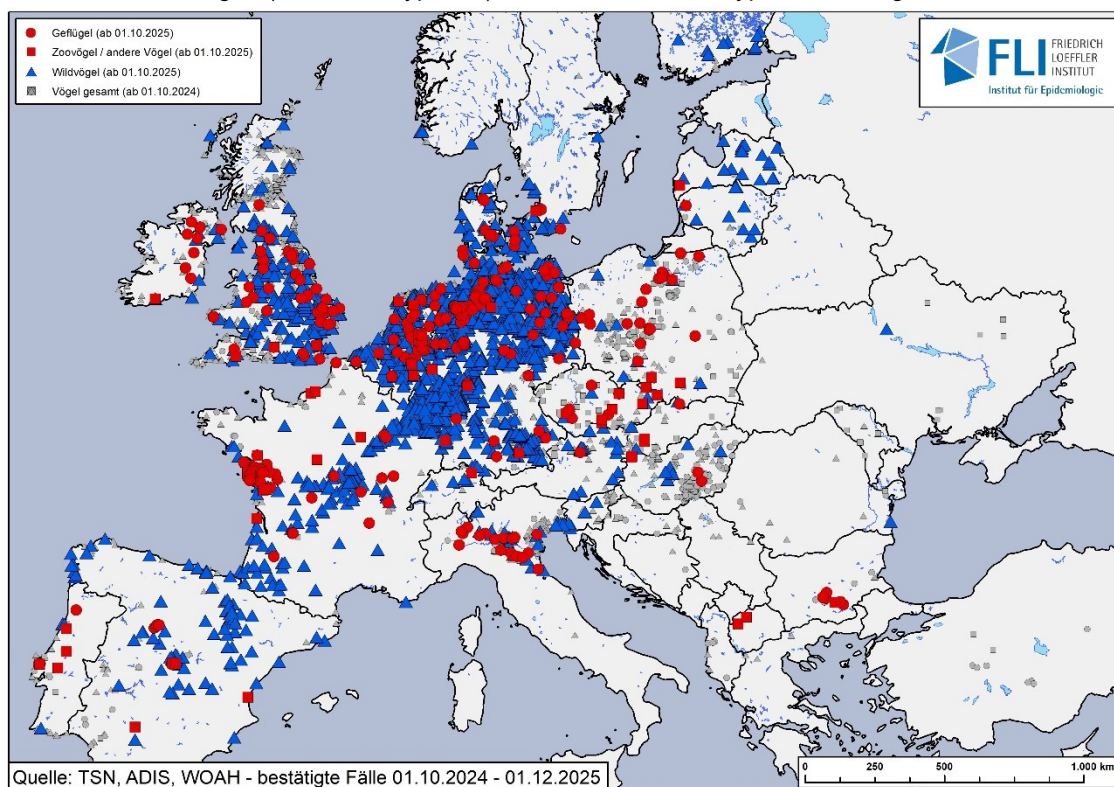 Geflügel (ab 01.10.2025)
Zoovögel / andere Vögel (ab 01.10.2025)
Wildvögel (ab 01.10.2025)
Vögel gesamt (ab 01.10.2024)
FLI
FRIEDRICH
LOEFFLER
INSTITUT
Institut für Epidemiologie
Quelle: TSN, ADIS, WOAH - bestätigte Fälle 01.10.2024 - 01.12.2025
0 250 500 1.000 km